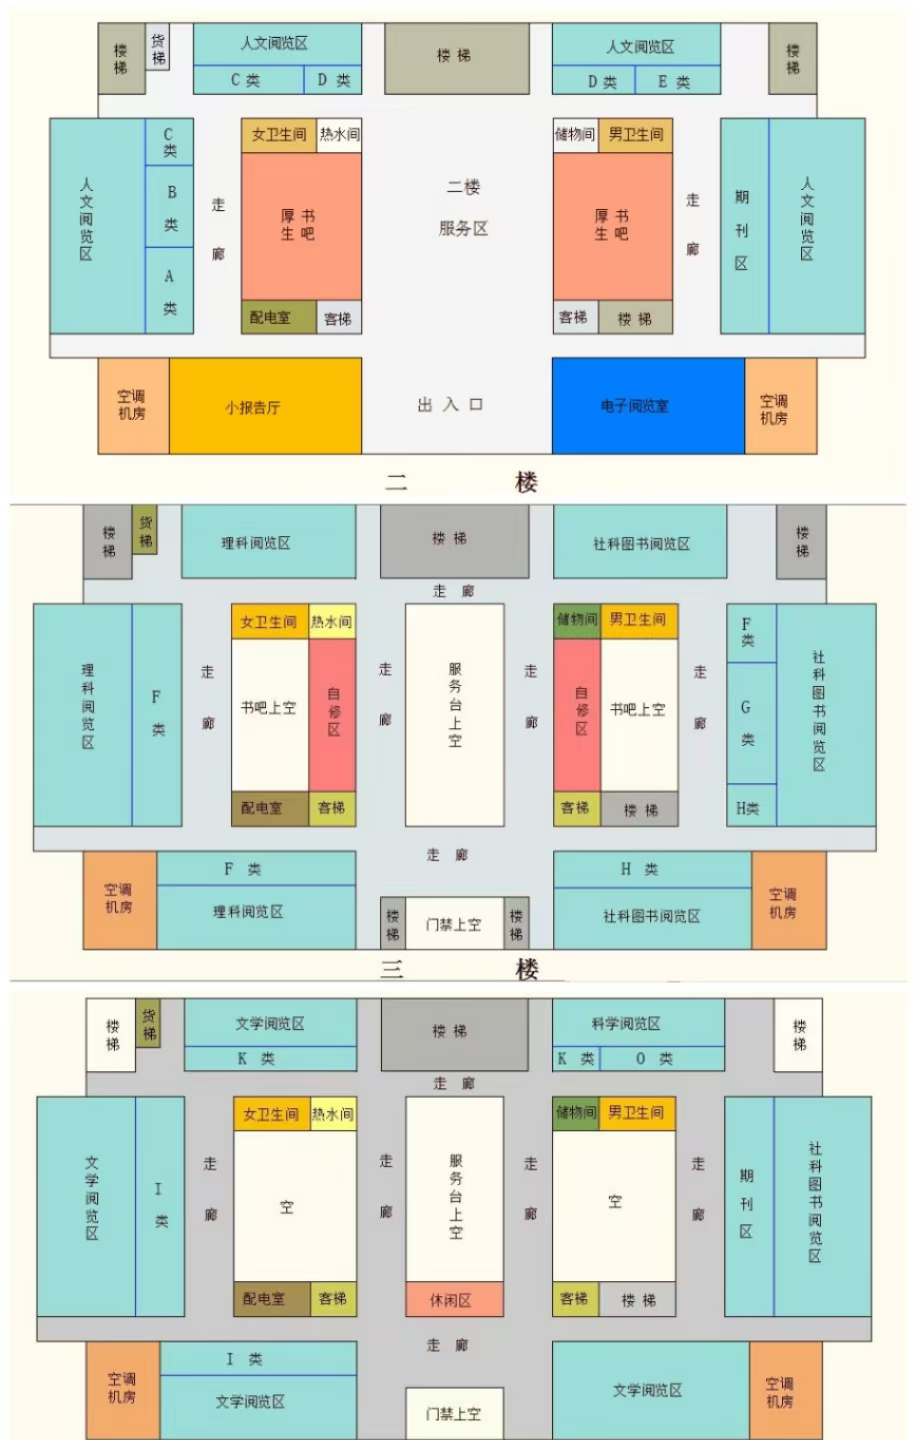 楼梯
货梯
人文阅览区
C 类
D 类
楼 梯
人文阅览区
D 类
E 类
楼梯
人文阅览区
C类
B类
A类
走廊
女卫生间
热水间
厚生
书吧
配电室
客梯
二楼
服务区
储物间
男卫生间
厚生
书吧
客梯
楼 梯
走廊
期刊区
人文阅览区
空调
机房
小报告厅
出 入 口
电子阅览室
空调
机房
二 楼
楼梯
货梯
理科阅览区
楼 梯
社科图书阅览区
楼梯
走 廊
理科阅览区
F类
走廊
女卫生间
热水间
书吧上空
自修区
配电室
客梯
走廊
服务台上空
走廊
储物间
男卫生间
自修区
书吧上空
客梯
楼 梯
走廊
F类
G类
H类
社科图书阅览区
走 廊
空调
机房
F 类
理科阅览区
楼梯
门禁上空
楼梯
H 类
社科图书阅览区
空调
机房
三 楼
楼梯
货梯
文学阅览区
K 类
楼 梯
科学阅览区
K 类
O 类
楼梯
走 廊
文学阅览区
I类
走廊
女卫生间
热水间
空
配电室
客梯
走廊
服务台上空
休闲区
走廊
储物间
男卫生间
空
客梯
楼 梯
走廊
期刊区
社科图书阅览区
走 廊
空调
机房
I 类
文学阅览区
门禁上空
文学阅览区
空调
机房